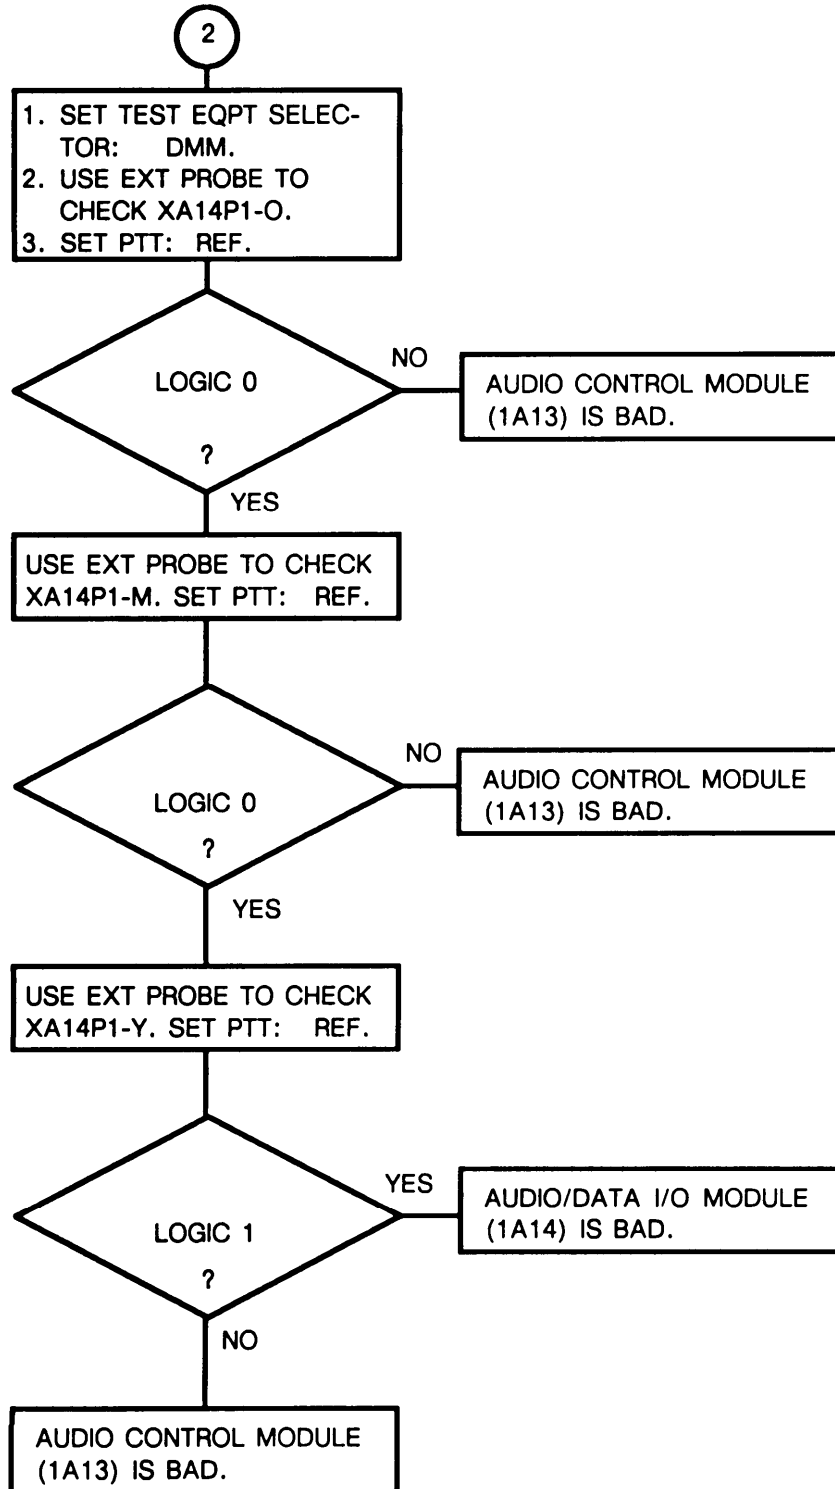 2
1. SET TEST EQPT SELEC-
TOR: DMM.
2. USE EXT PROBE TO
CHECK XA14P1-O.
3. SET PTT: REF.
LOGIC 0
?
NO
AUDIO CONTROL MODULE
(1A13) IS BAD.
YES
USE EXT PROBE TO CHECK
XA14P1-M. SET PTT: REF.
LOGIC 0
?
NO
AUDIO CONTROL MODULE
(1A13) IS BAD.
YES
USE EXT PROBE TO CHECK
XA14P1-Y. SET PTT: REF.
LOGIC 1
?
YES
AUDIO/DATA I/O MODULE
(1A14) IS BAD.
NO
AUDIO CONTROL MODULE
(1A13) IS BAD.